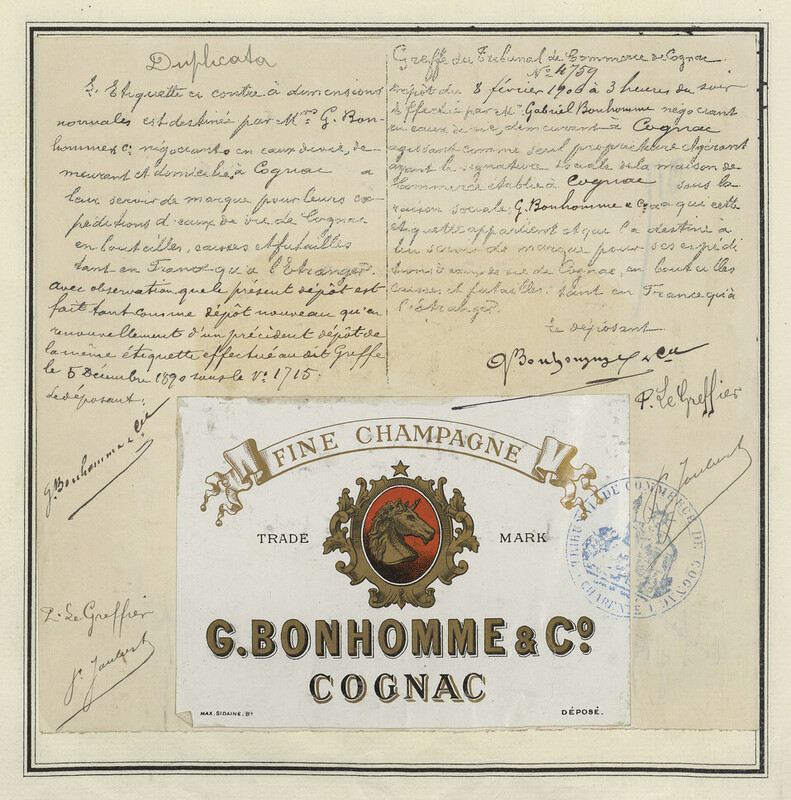 Duplicata
L'Etiquette ci contre à dimensions
normales est destinée par Mrs G. Bon-
homme & Cie négociants en eaux de vie, de-
meurant et domiciliés à Cognac a
leur servir de marque pour leurs ex-
péditions d'eaux de vie de Cognac
en bouteilles, caisses & futailles
tant en France qu'à l'Etranger.
avec observation que le présent dépôt est
fait tant comme dépôt nouveau qu'en
renouvellement d'un précédent dépôt de
la même étiquette effectué au dit Greffe
le 5 Décembre 1890 sous le No. 1715.
Le déposant:
G. Bonhomme & Cie
P. Le Greffier
Jn Joubert
Greffe du Tribunal de Commerce de Cognac.
No 4759
Dépôt du 8 février 1906 à 3 heures du soir
Effectué par Mr Gabriel Bonhomme négociant
en eaux de vie, demeurant à Cognac
agissant comme seul propriétaire & gérant
ayant la signature sociale de la maison de
Commerce établie à Cognac sous la
raison sociale; G. Bonhomme & Cie à qui cette
étiquette appartient & que l'a destiné à
lui servir de marque pour ses expédi
tions d'eaux de vie de Cognac, en bouteilles
caisses et futailles, tant en France qu'à
l'Etranger.
Le déposant
G Bonhomme & Cie
P. Le Greffier
Jn Joubert
FINE CHAMPAGNE
TRADE MARK
G. BONHOMME & Co
COGNAC
MAX. SIDAINE. Bx
DÉPOSÉ.
TRIBUNAL DE COMMERCE DE COGNAC
CHARENTE